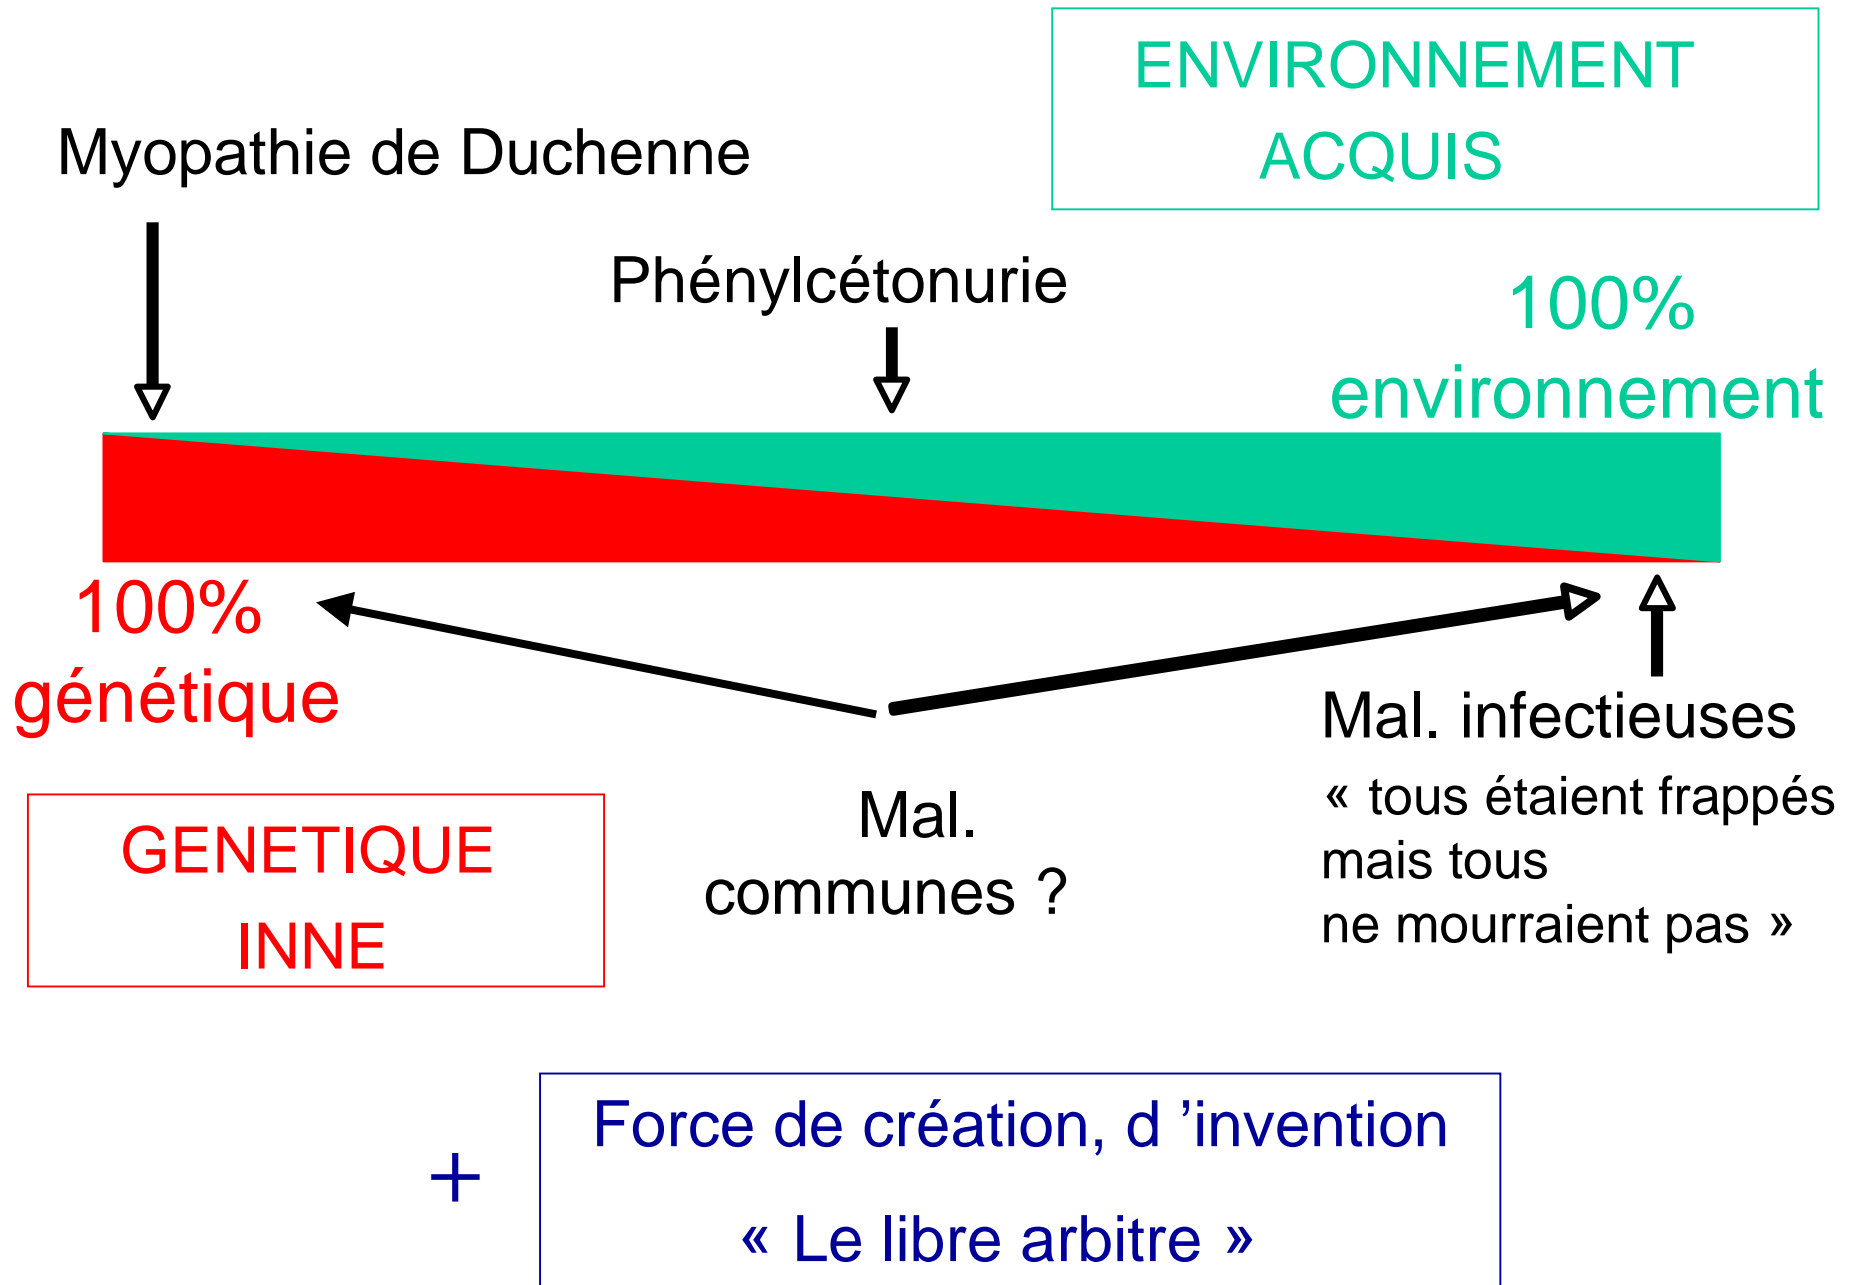 ENVIRONNEMENT
ACQUIS
Myopathie de Duchenne
Phénylcétonurie
100%
environnement
100%
génétique
GENETIQUE
INNE
Mal.
communes ?
Mal. infectieuses
« tous étaient frappés
mais tous
ne mourraient pas »
+
Force de création, d ’invention
« Le libre arbitre »